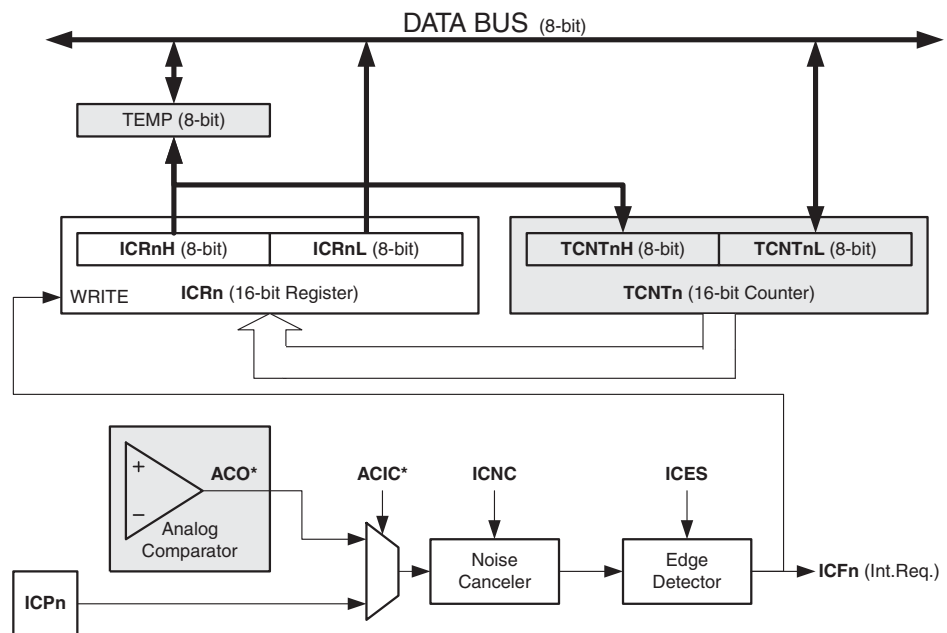 DATA BUS (8-bit)
TEMP (8-bit)
ICRnH (8-bit)
ICRnL (8-bit)
TCNTnH (8-bit)
TCNTnL (8-bit)
WRITE
ICRn (16-bit Register)
TCNTn (16-bit Counter)
+
−
ACO*
Analog
Comparator
ACIC*
ICNC
ICES
Noise
Canceler
Edge
Detector
ICFn (Int.Req.)
ICPn